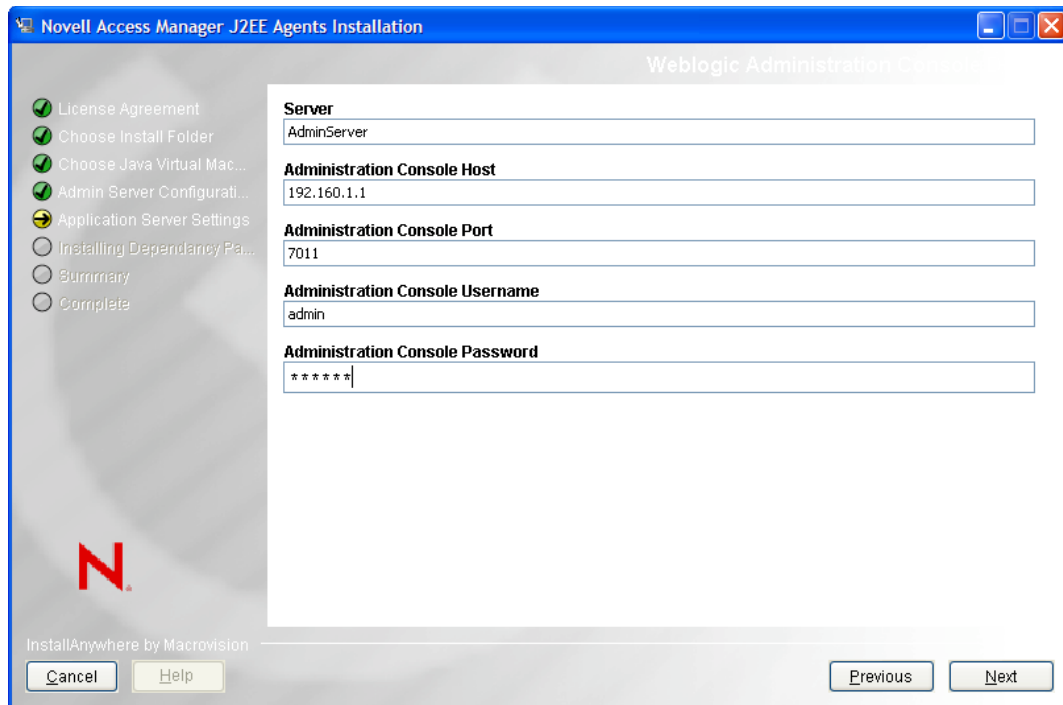 Novell Access Manager J2EE Agents Installation
Weblogic Administration Console
License Agreement
Choose Install Folder
Choose Java Virtual Mac...
Admin Server Configurati...
Application Server Settings
Installing Dependancy Pa...
Summary
Complete
Server
AdminServer
Administration Console Host
192.160.1.1
Administration Console Port
7011
Administration Console Username
admin
Administration Console Password
******
N
InstallAnywhere by Macrovision
Cancel
Help
Previous
Next